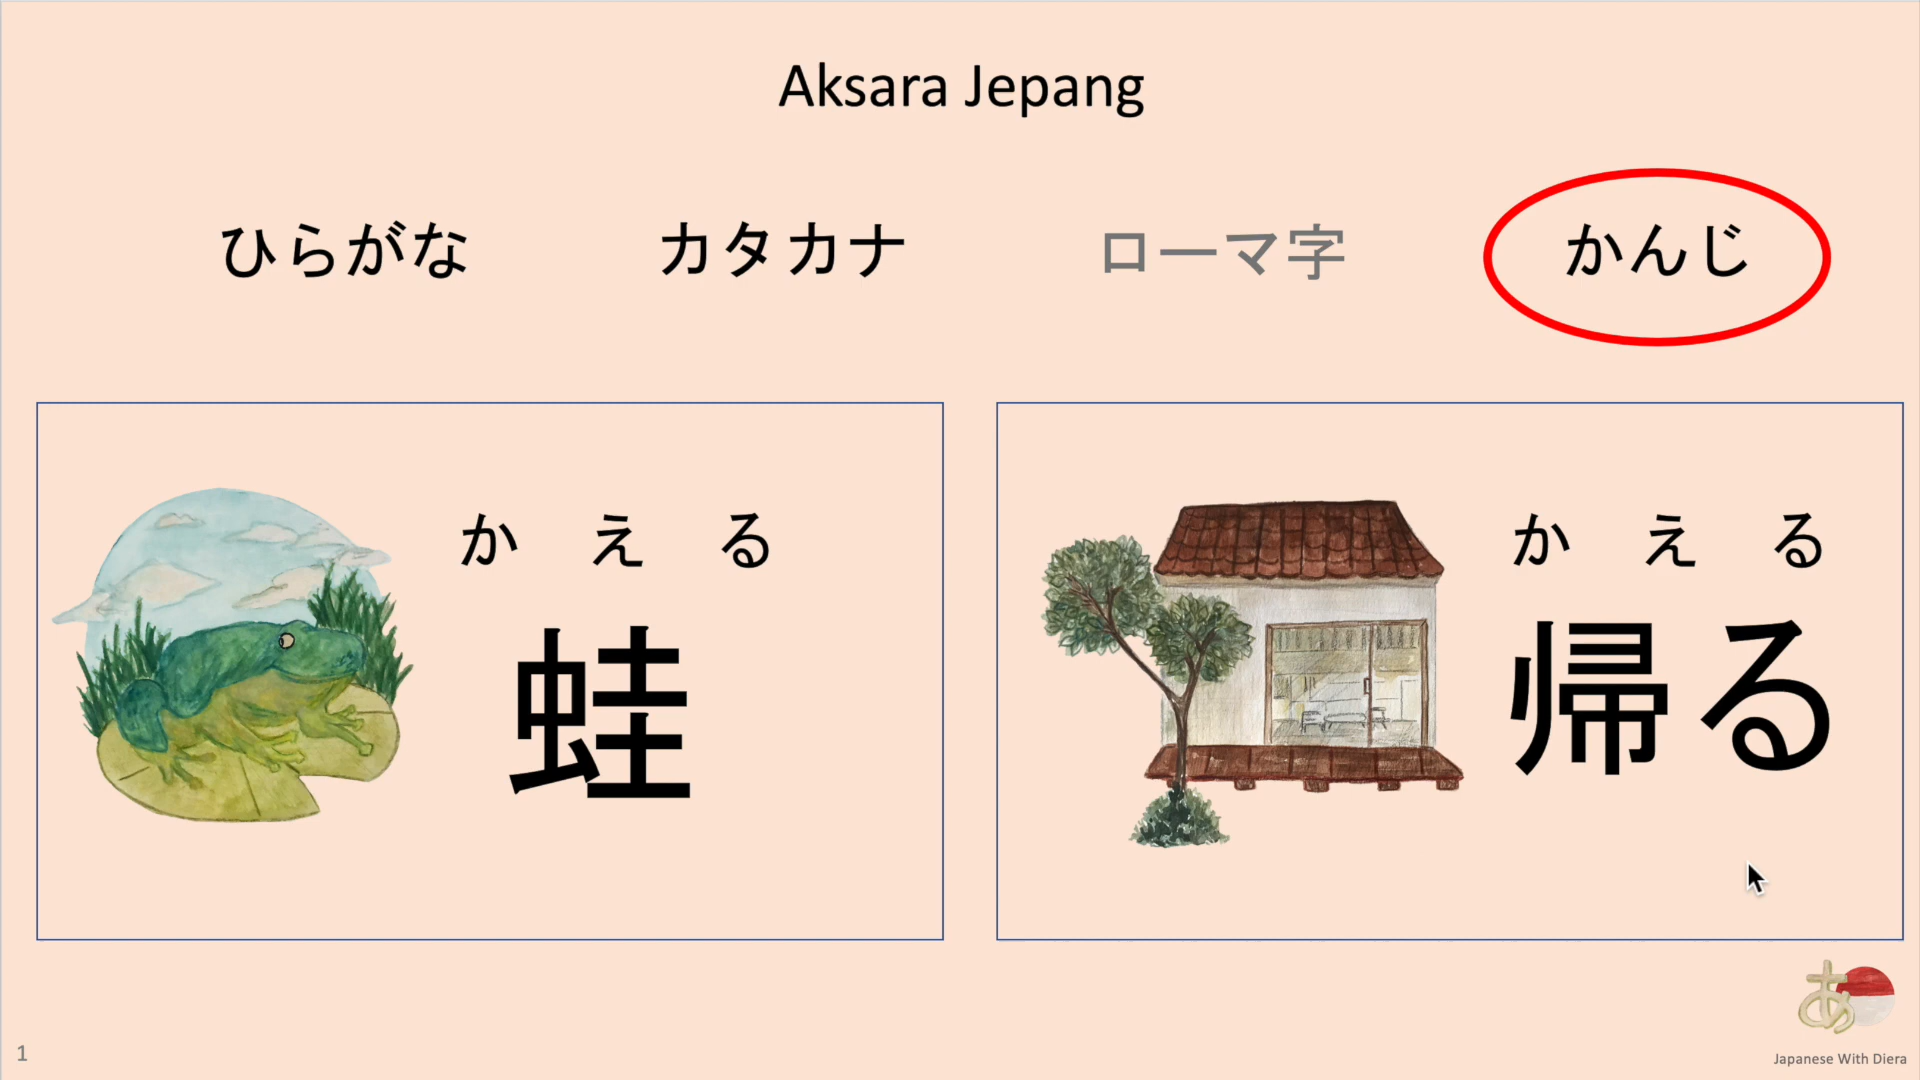 Aksara Jepang
ひらがな カタカナ ローマ字 かんじ
か え る
蛙
か え る
帰る
あ
Japanese With Diera
1